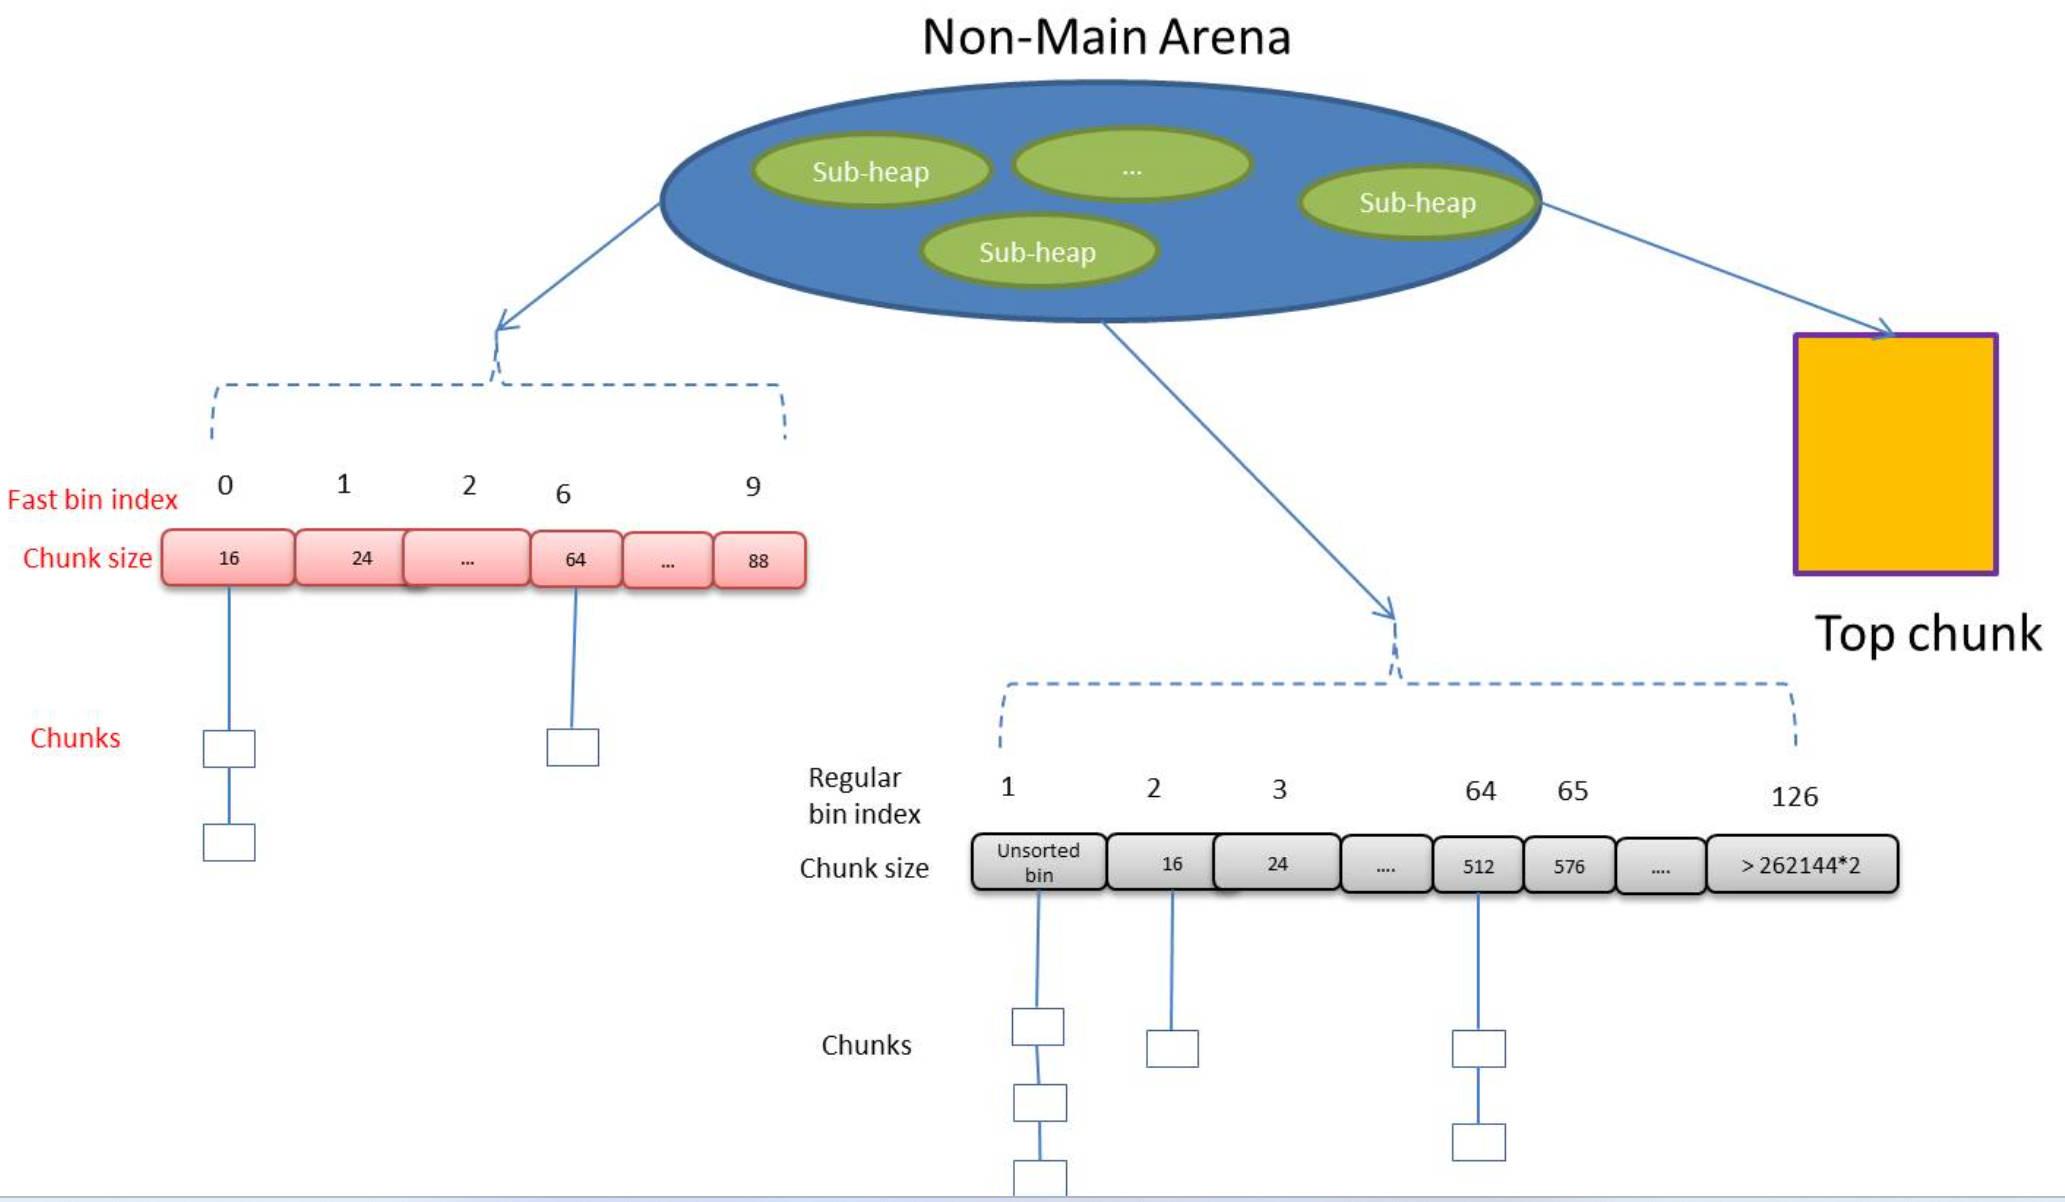 Non-Main Arena
Sub-heap
...
Sub-heap
Sub-heap
Fast bin index 0 1 2 6 9
Chunk size 16 24 ... 64 ... 88
Chunks
Top chunk
Regular
bin index 1 2 3 64 65 126
Chunk size Unsorted bin 16 24 .... 512 576 .... > 262144*2
Chunks